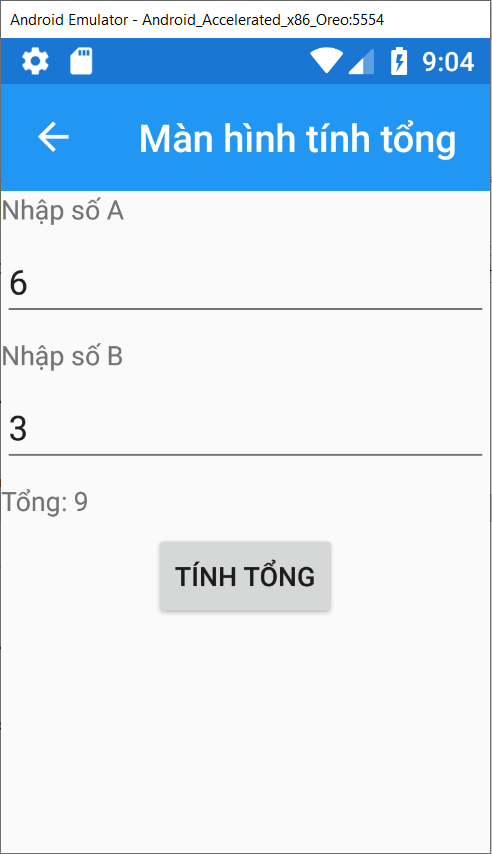 Android Emulator - Android_Accelerated_x86_Oreo:5554
9:04
Màn hình tính tổng
Nhập số A
6
Nhập số B
3
Tổng: 9
TÍNH TỔNG